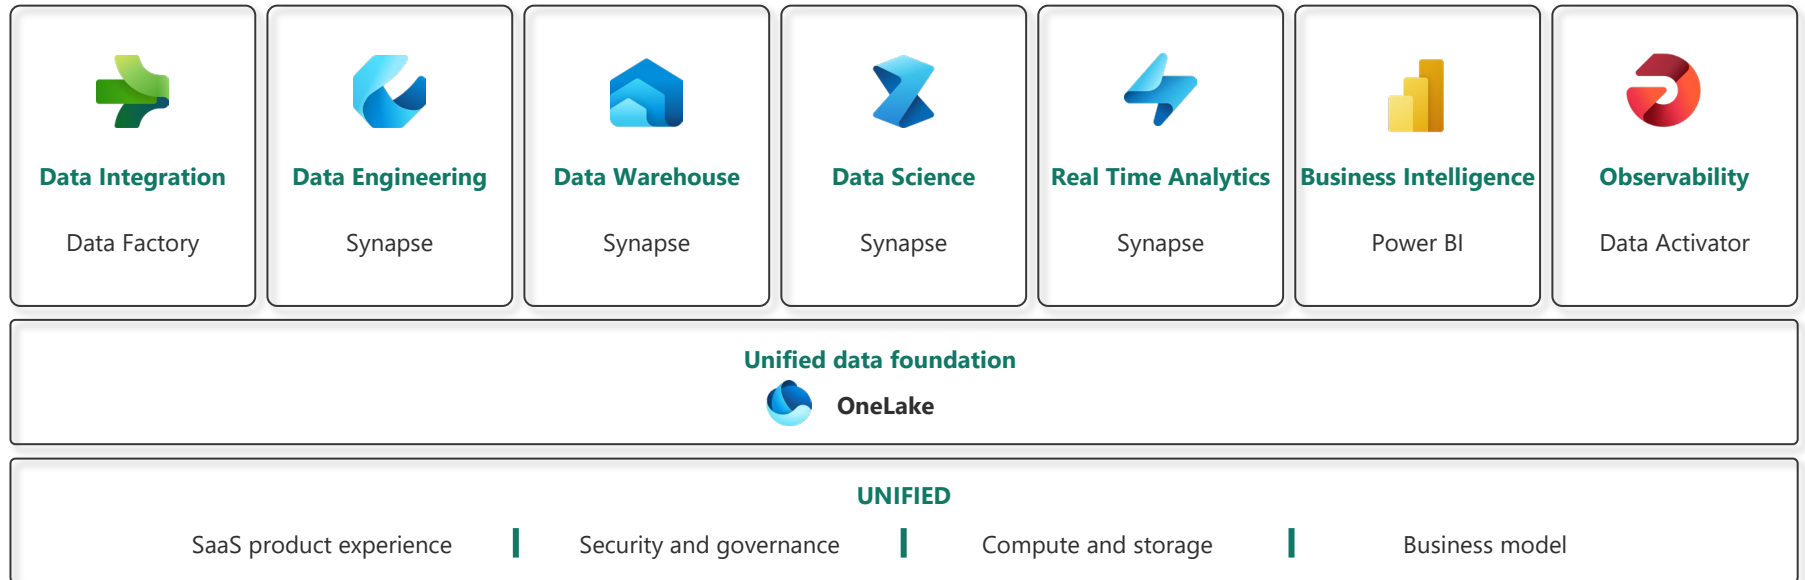 Data Integration
Data Factory
Data Engineering
Synapse
Data Warehouse
Synapse
Data Science
Synapse
Real Time Analytics
Synapse
Business Intelligence
Power BI
Observability
Data Activator
Unified data foundation
OneLake
UNIFIED
SaaS product experience
Security and governance
Compute and storage
Business model